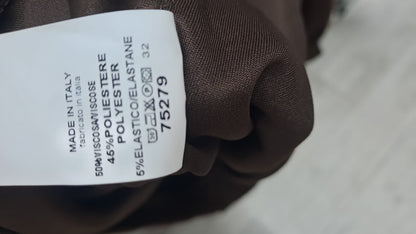 MADE IN ITALY
fabricato in italia
50%VISCOSA/VISCOSE
45%POLIESTERE
POLYESTER
5%ELASTICO/ELASTANE
32
75279